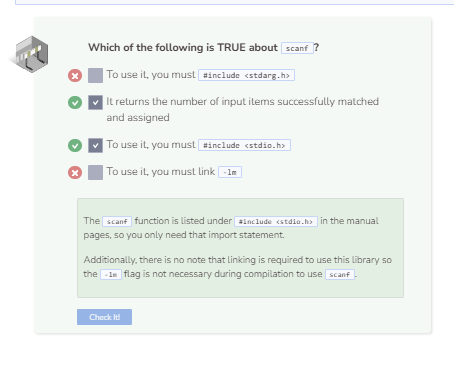 Which of the following is TRUE about scanf ?
To use it, you must #include <stdarg.h>
It returns the number of input items successfully matched
and assigned
To use it, you must #include <stdio.h>
To use it, you must link -lm
The scanf function is listed under #include <stdio.h> in the manual
pages, so you only need that import statement.
Additionally, there is no note that linking is required to use this library so
the -lm flag is not necessary during compilation to use scanf .
Check It!